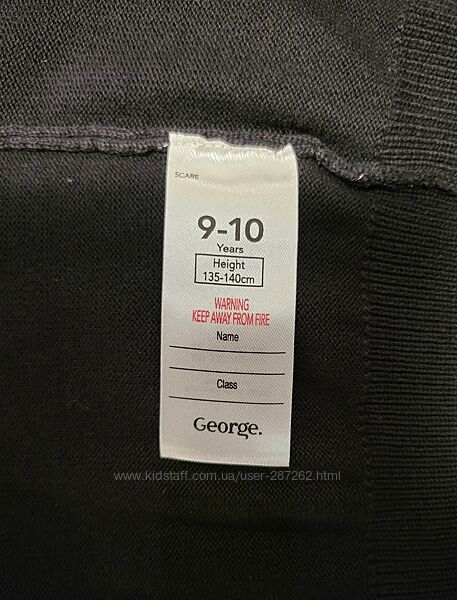 SCARE
9-10
Years
Height
135-140cm
WARNING
KEEP AWAY FROM FIRE
Name
Class
George.
www.kidstaff.com.ua/user-287262.html